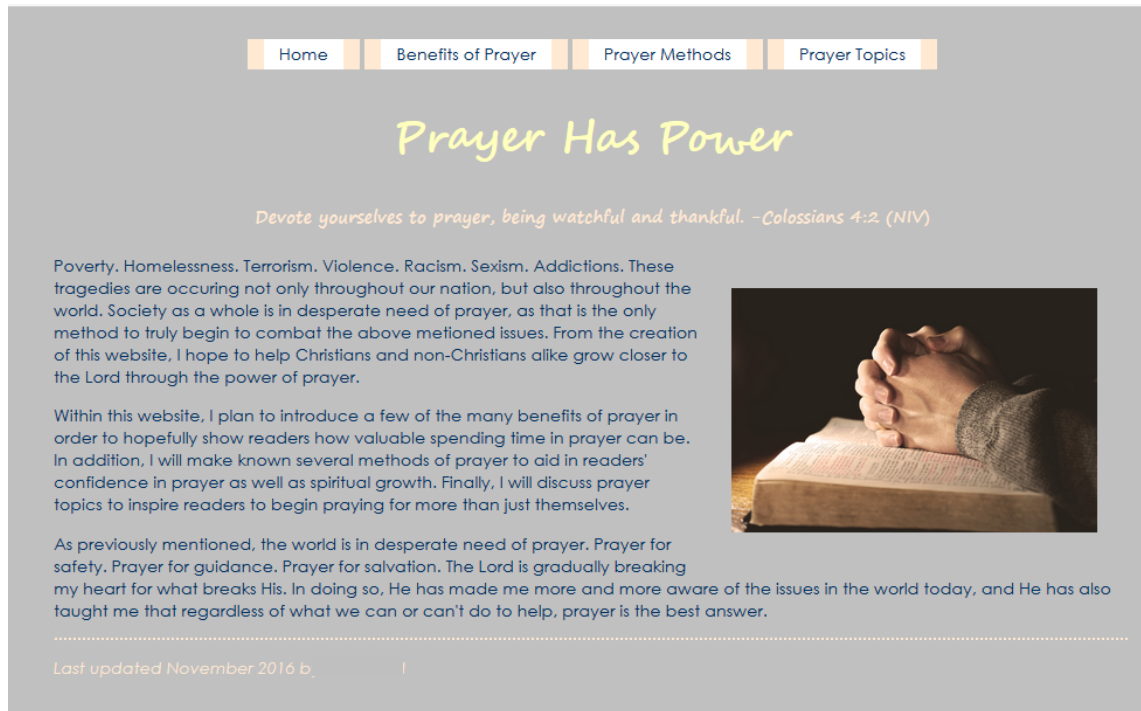 Home Benefits of Prayer Prayer Methods Prayer Topics
Prayer Has Power
Devote yourselves to prayer, being watchful and thankful. -Colossians 4:2 (NIV)
Poverty. Homelessness. Terrorism. Violence. Racism. Sexism. Addictions. These
tragedies are occuring not only throughout our nation, but also throughout the
world. Society as a whole is in desperate need of prayer, as that is the only
method to truly begin to combat the above metioned issues. From the creation
of this website, I hope to help Christians and non-Christians alike grow closer to
the Lord through the power of prayer.
Within this website, I plan to introduce a few of the many benefits of prayer in
order to hopefully show readers how valuable spending time in prayer can be.
In addition, I will make known several methods of prayer to aid in readers'
confidence in prayer as well as spiritual growth. Finally, I will discuss prayer
topics to inspire readers to begin praying for more than just themselves.
As previously mentioned, the world is in desperate need of prayer. Prayer for
safety. Prayer for guidance. Prayer for salvation. The Lord is gradually breaking
my heart for what breaks His. In doing so, He has made me more and more aware of the issues in the world today, and He has also
taught me that regardless of what we can or can't do to help, prayer is the best answer.
Last updated November 2016